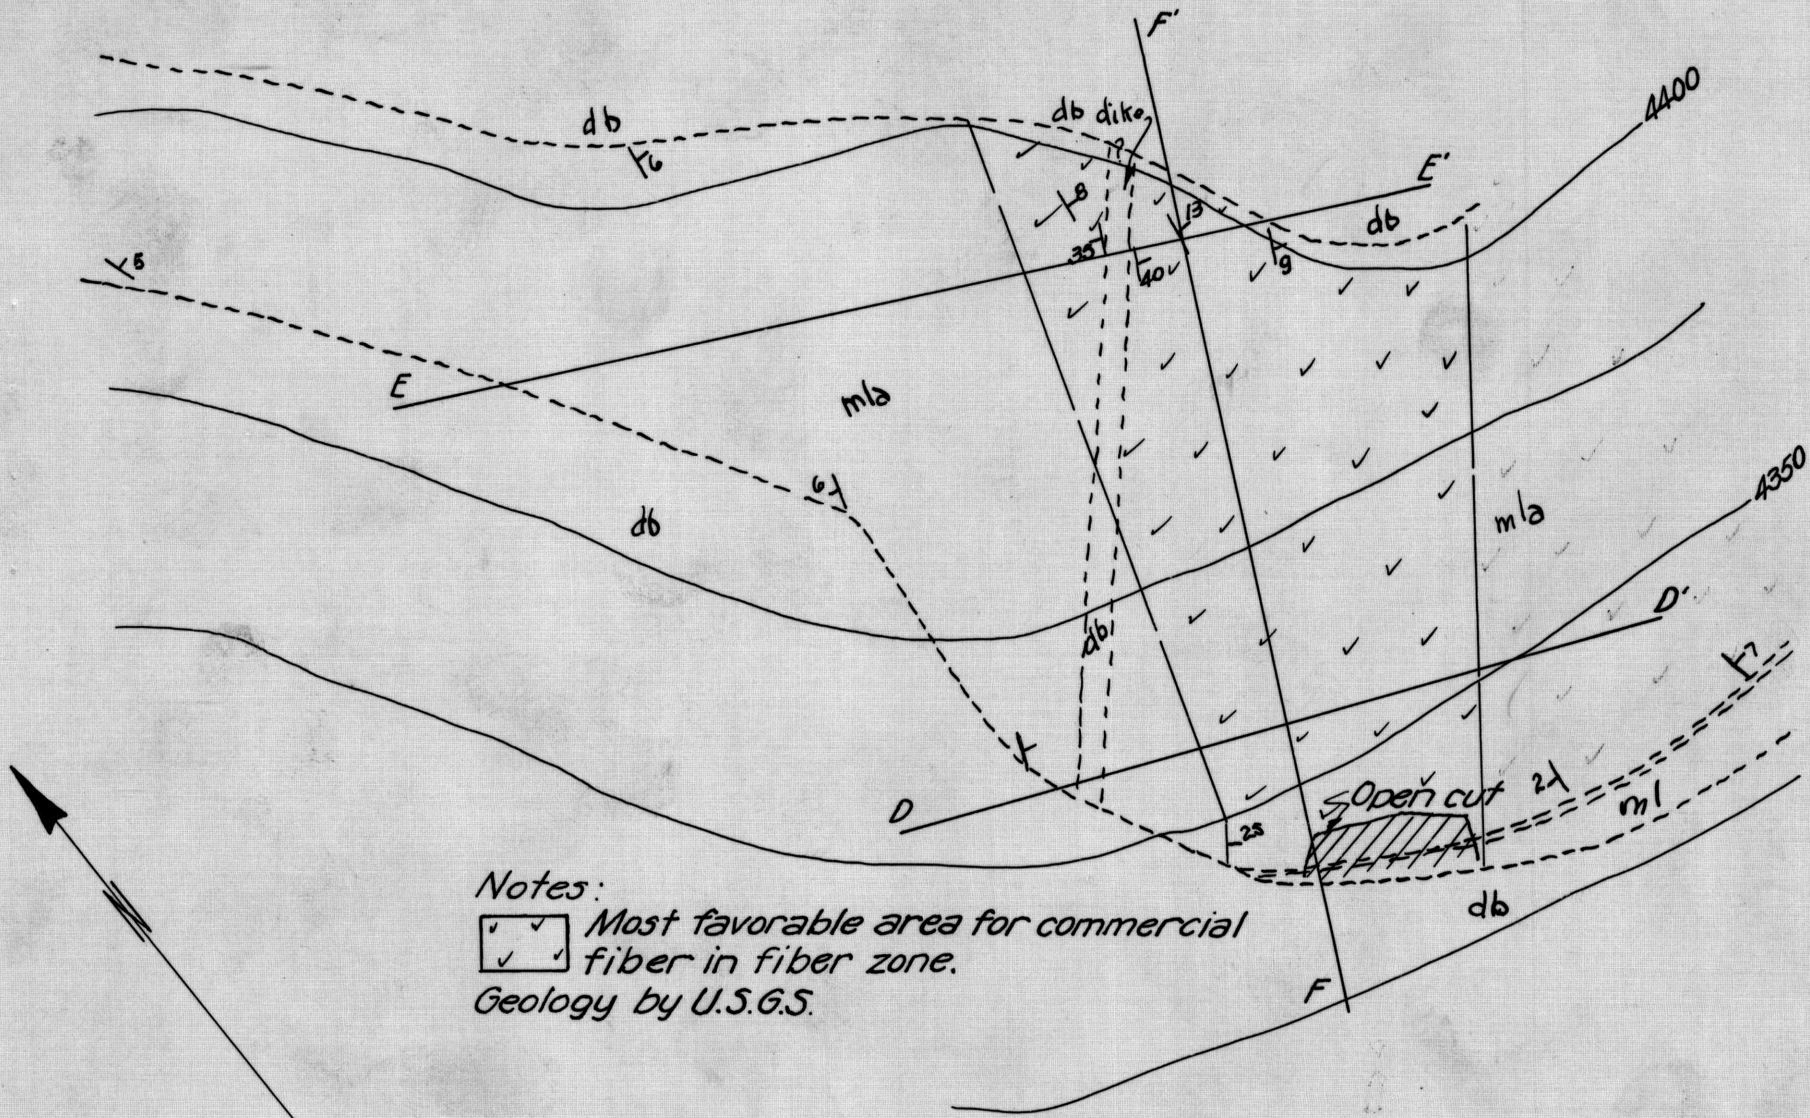 F'
4400
db
db dike
?
6
E'
8
13
db
35
40
9
5
E
mla
6
db
4350
mla
D'
db
7
D
Open cut
2
ml
25
Notes:
Most favorable area for commercial
fiber in fiber zone.
Geology by U.S.G.S.
db
F